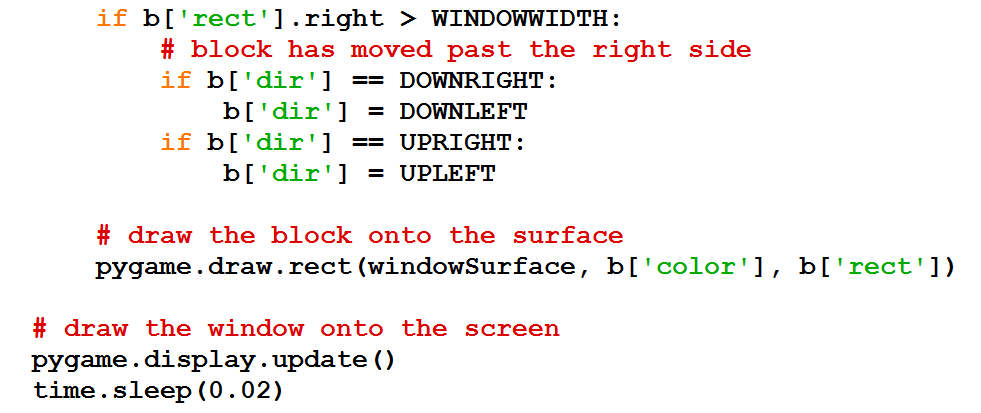 if b['rect'].right > WINDOWWIDTH:
# block has moved past the right side
if b['dir'] == DOWNRIGHT:
b['dir'] = DOWNLEFT
if b['dir'] == UPRIGHT:
b['dir'] = UPLEFT
# draw the block onto the surface
pygame.draw.rect(windowSurface, b['color'], b['rect'])
# draw the window onto the screen
pygame.display.update()
time.sleep(0.02)